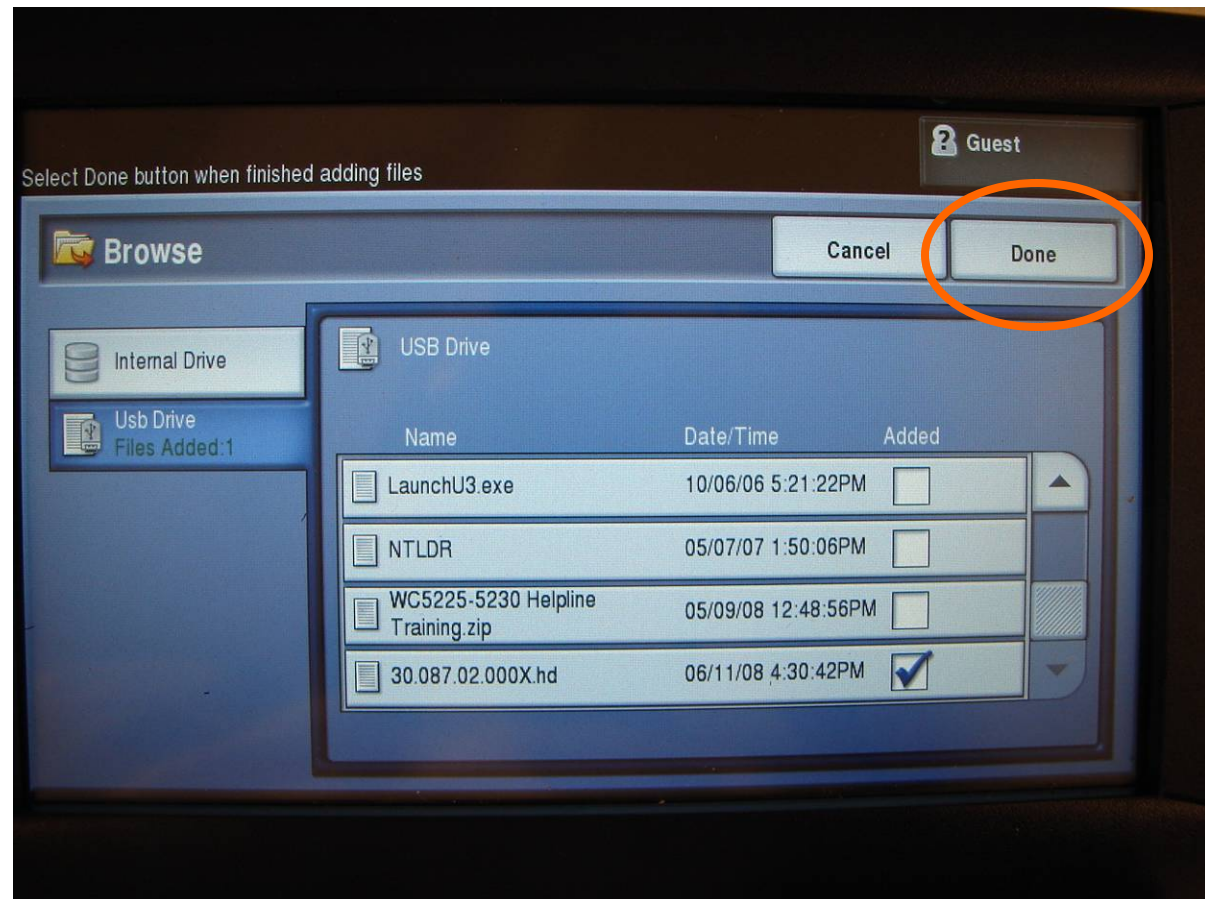 Guest
Select Done button when finished adding files
Browse
Cancel
Done
Internal Drive
Usb Drive
Files Added:1
USB Drive
Name Date/Time Added
LaunchU3.exe 10/06/06 5:21:22PM
NTLDR 05/07/07 1:50:06PM
WC5225-5230 Helpline
Training.zip 05/09/08 12:48:56PM
30.087.02.000X.hd 06/11/08 4:30:42PM